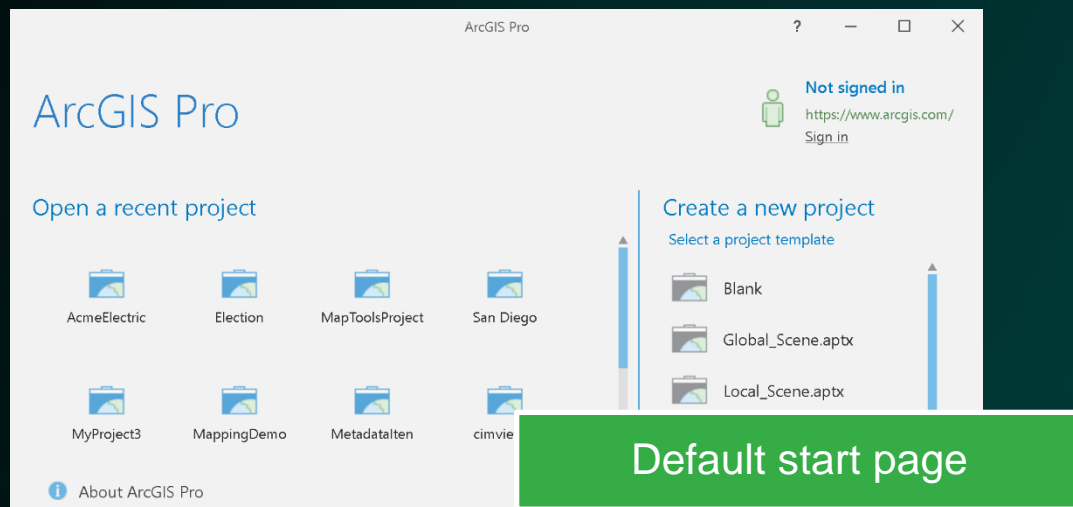 ArcGIS Pro
?
ArcGIS Pro
Not signed in
https://www.arcgis.com/
Sign in
Open a recent project
AcmeElectric
Election
MapToolsProject
San Diego
MyProject3
MappingDemo
MetadataIten
About ArcGIS Pro
Create a new project
Select a project template
Blank
Global_Scene.aptx
Local_Scene.aptx
Default start page